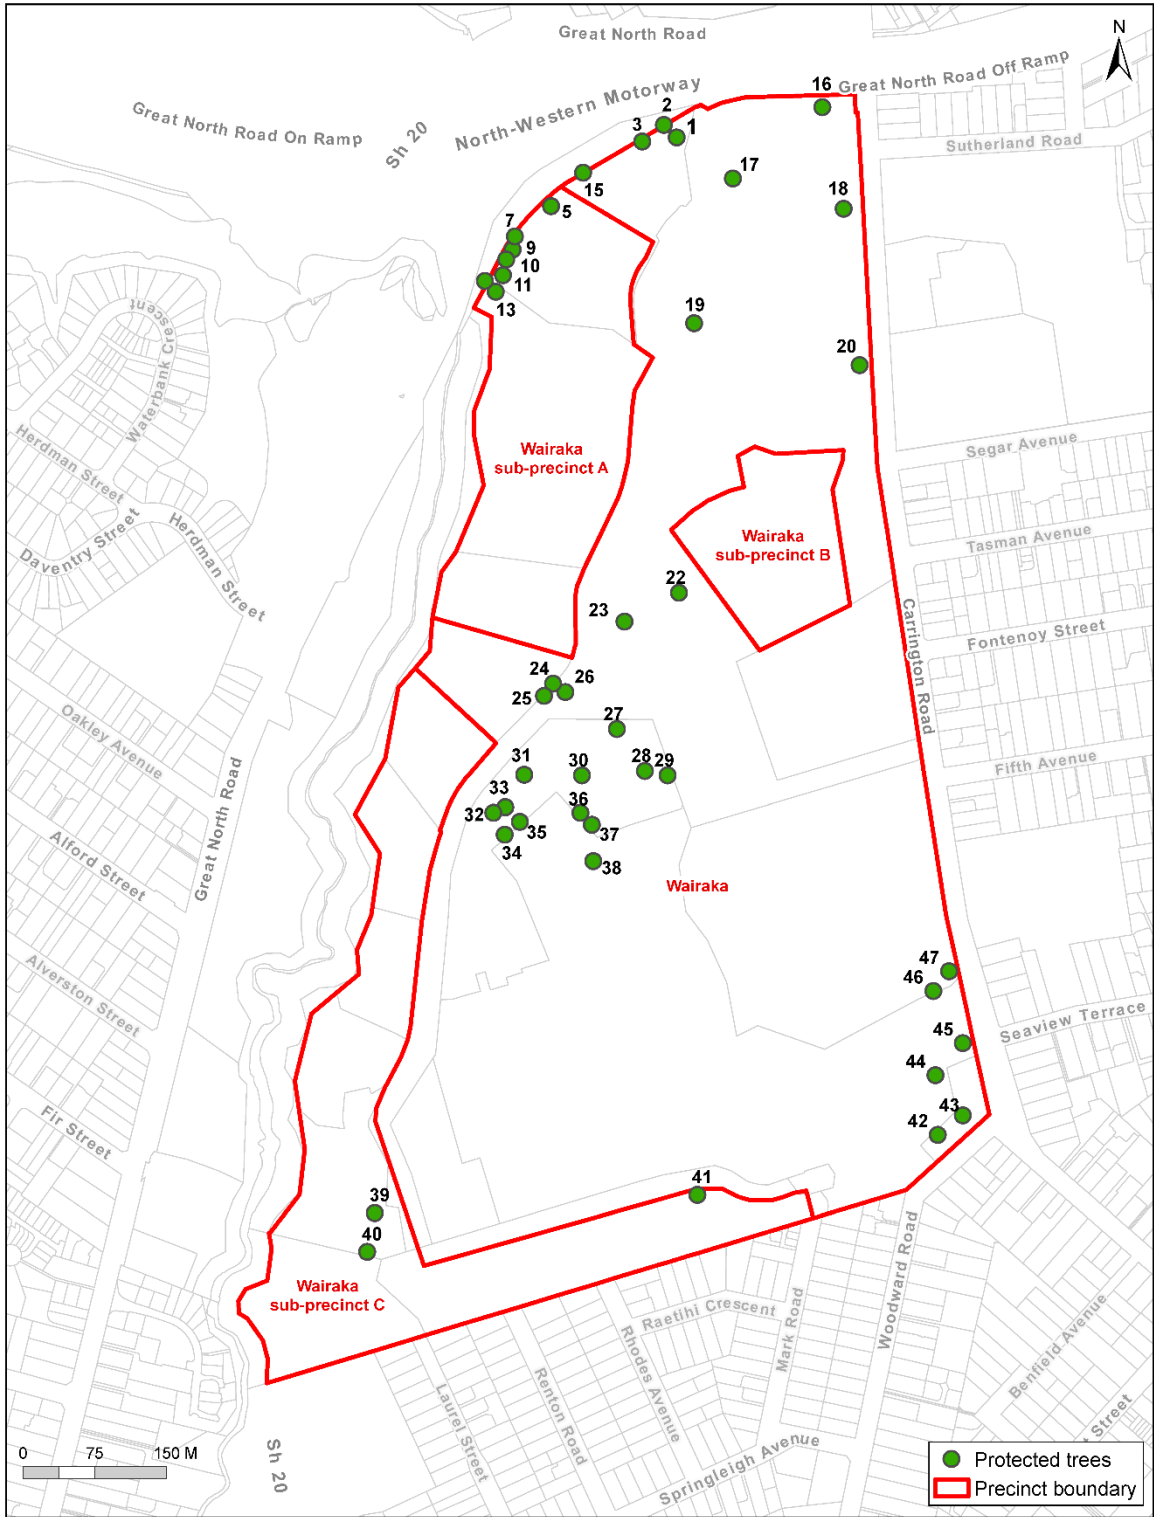 Great North Road
N
Great North Road Off Ramp
North-Western Motorway
Great North Road On Ramp
Sh 20
16
2
3
1
Sutherland Road
17
15
18
5
7
9
10
11
13
19
20
Waterbank Crescent
Herdman Street
Segar Avenue
Wairaka
sub-precinct A
Daventry Street
Herdman Street
Wairaka
sub-precinct B
Tasman Avenue
22
23
Carrington Road
Fontenoy Street
24
25
26
Oakley Avenue
27
Fifth Avenue
31
30
28
29
33
32
36
35
37
34
38
Great North Road
Alford Street
Wairaka
Alverston Street
47
46
Seaview Terrace
45
44
43
42
Fir Street
41
39
40
Wairaka
sub-precinct C
Raetihi Crescent
Mark Road
Woodward Road
Rhodes Avenue
Benfield Avenue
Renton Road
Laurel Street
Springleigh Avenue
t Street
Sh 20
0 75 150 M
Protected trees
Precinct boundary